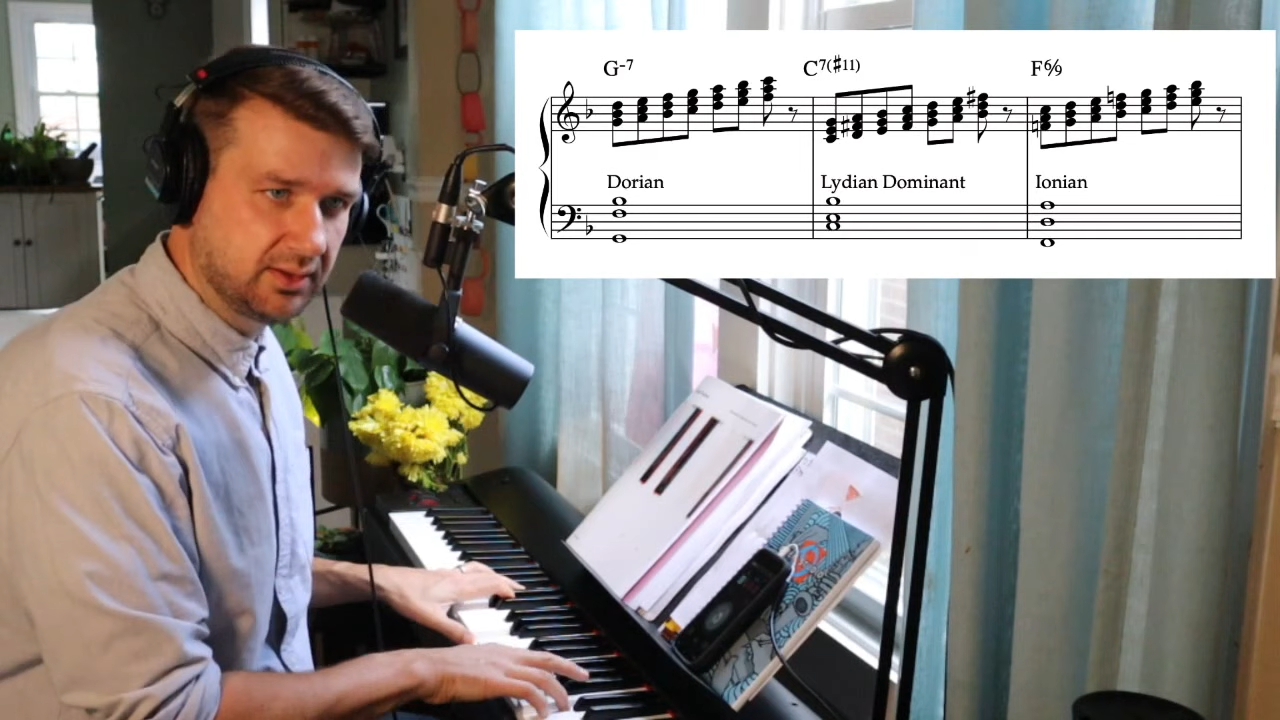 G-7 C7(♯11) F6/9
Dorian Lydian Dominant Ionian